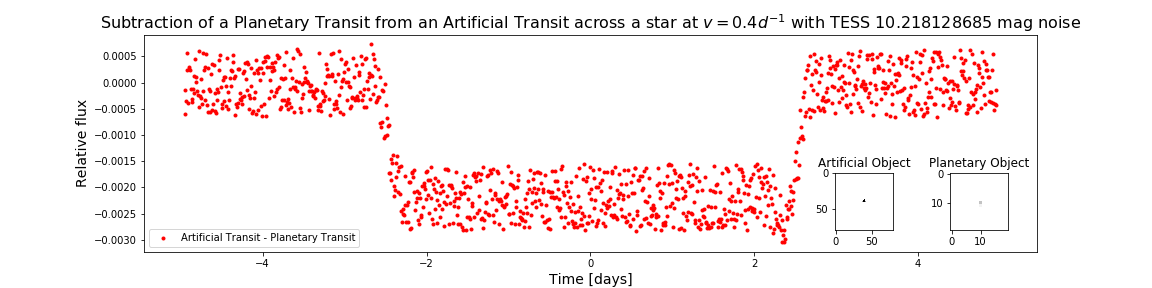 Subtraction of a Planetary Transit from an Artificial Transit across a star at v = 0.4d⁻¹ with TESS 10.218128685 mag noise
Relative flux
0.0005
0.0000
−0.0005
−0.0010
−0.0015
−0.0020
−0.0025
−0.0030
Artificial Transit - Planetary Transit
Artificial Object
0
50
0 50
Planetary Object
0
10
0 10
−4 −2 0 2 4
Time [days]